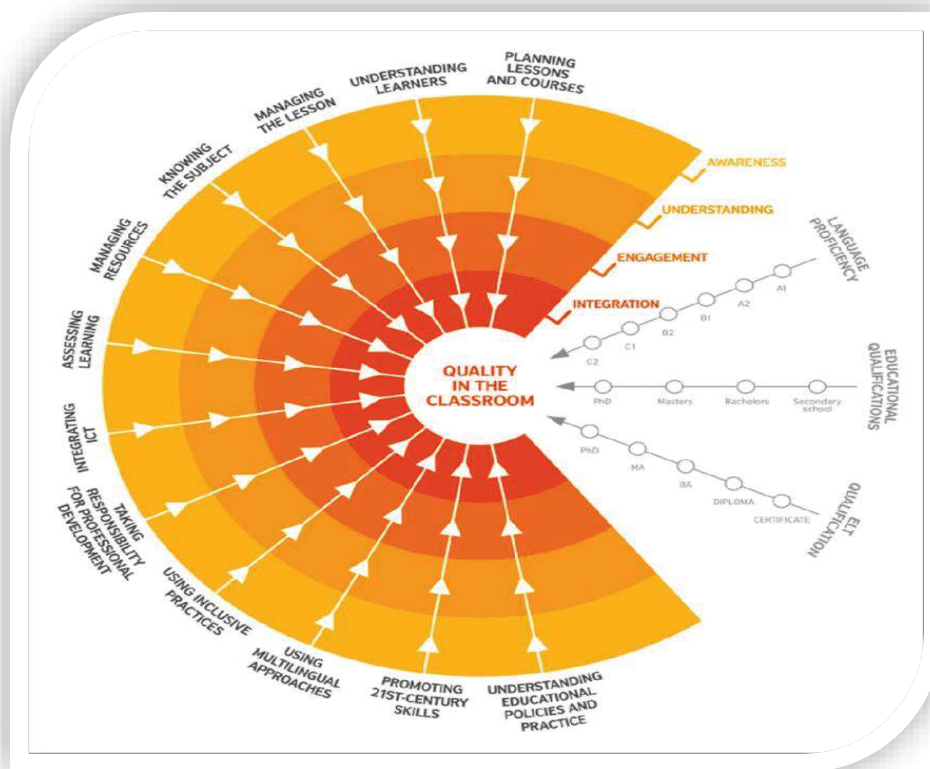 PLANNING
LESSONS
AND COURSES
UNDERSTANDING
LEARNERS
MANAGING
THE LESSON
KNOWING
THE SUBJECT
MANAGING
RESOURCES
ASSESSING
LEARNING
INTEGRATING
ICT
TAKING
RESPONSIBILITY
FOR PROFESSIONAL
DEVELOPMENT
USING INCLUSIVE
PRACTICES
USING
MULTILINGUAL
APPROACHES
PROMOTING
21ST-CENTURY
SKILLS
UNDERSTANDING
EDUCATIONAL
POLICIES AND
PRACTICE
AWARENESS
UNDERSTANDING
ENGAGEMENT
INTEGRATION
QUALITY
IN THE
CLASSROOM
LANGUAGE
PROFICIENCY
A1
A2
B1
B2
C1
C2
EDUCATIONAL
QUALIFICATIONS
PhD
Masters
Bachelors
Secondary
school
ELT
QUALIFICATION
PhD
MA
BA
DIPLOMA
CERTIFICATE